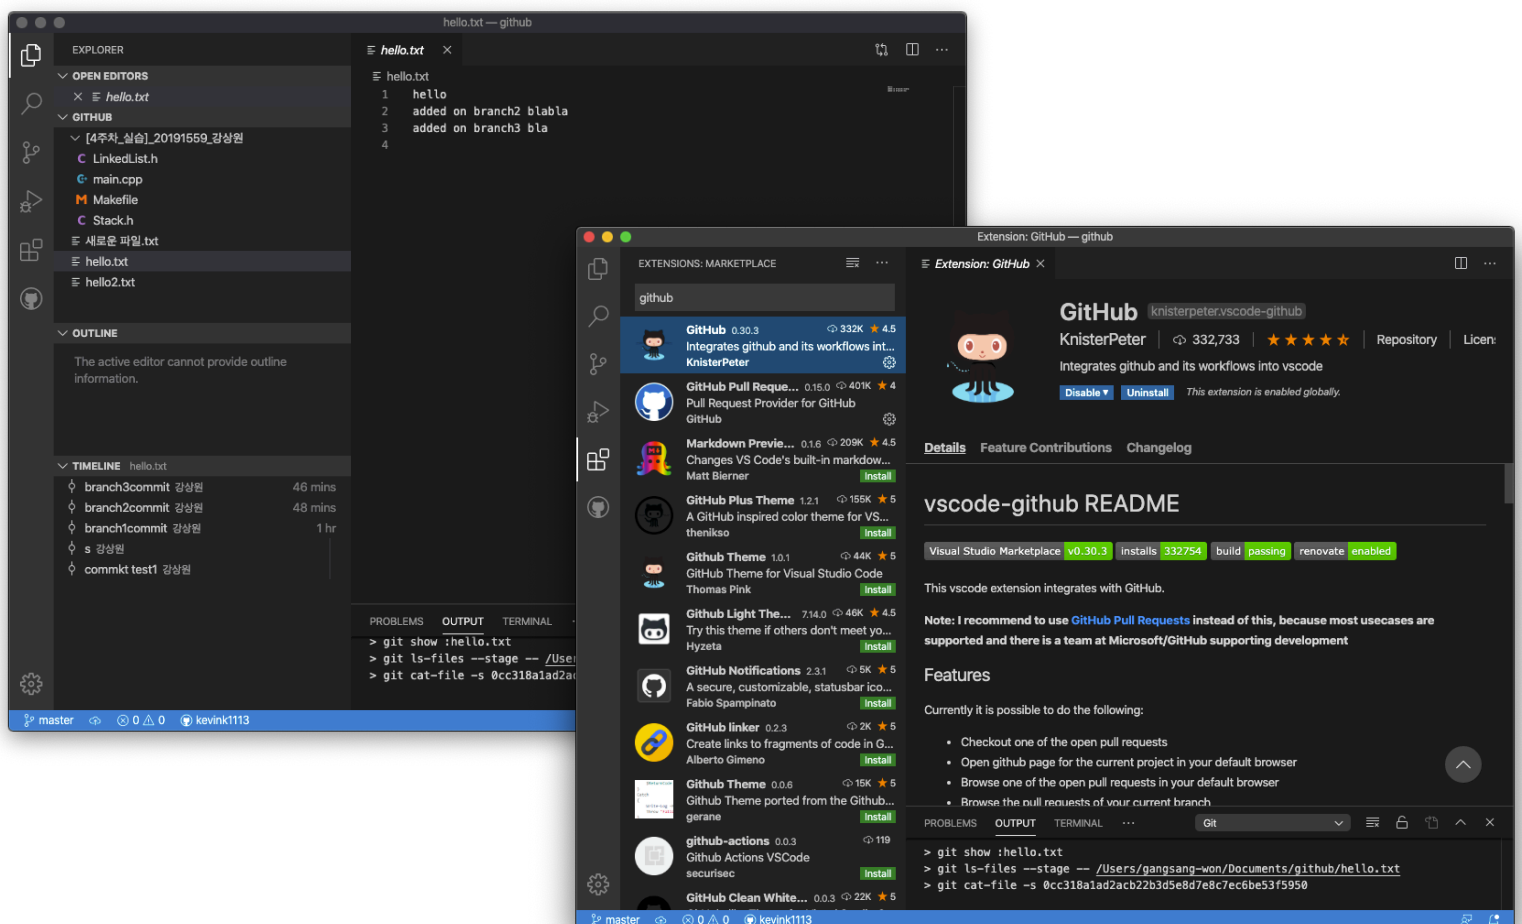 hello.txt — github
EXPLORER
OPEN EDITORS
hello.txt
GITHUB
[4주차_실습]_20191559_강상원
C LinkedList.h
main.cpp
M Makefile
C Stack.h
새로운 파일.txt
hello.txt
hello2.txt
OUTLINE
The active editor cannot provide outline
information.
TIMELINE hello.txt
branch3commit 강상원 46 mins
branch2commit 강상원 48 mins
branch1commit 강상원 1 hr
s 강상원
commkt test1 강상원
master 0 0 kevink1113
hello.txt
hello.txt
1 hello
2 added on branch2 blabla
3 added on branch3 bla
4
PROBLEMS OUTPUT TERMINAL
> git show :hello.txt
> git ls-files --stage -- /User
> git cat-file -s 0cc318a1ad2ac
Extension: GitHub — github
EXTENSIONS: MARKETPLACE
github
GitHub 0.30.3 332K ★ 4.5
Integrates github and its workflows int...
KnisterPeter
GitHub Pull Reque... 0.15.0 401K ★ 4
Pull Request Provider for GitHub
GitHub
Markdown Previe... 0.1.6 209K ★ 4.5
Changes VS Code's built-in markdow...
Matt Bierner Install
GitHub Plus Theme 1.2.1 155K ★ 5
A GitHub inspired color theme for VS...
thenikso Install
Github Theme 1.0.1 44K ★ 5
GitHub Theme for Visual Studio Code
Thomas Pink Install
Github Light The... 7.14.0 46K ★ 4.5
Try this theme if others don't meet yo...
Hyzeta Install
GitHub Notifications 2.3.1 5K ★ 5
A secure, customizable, statusbar ico...
Fabio Spampinato Install
GitHub linker 0.2.3 2K ★ 5
Create links to fragments of code in G...
Alberto Gimeno Install
Github Theme 0.0.6 15K ★ 5
Github Theme ported from the Github...
gerane Install
github-actions 0.0.3 119
Github Actions VSCode
securisec Install
GitHub Clean White... 0.0.3 22K ★ 5
master 0 0 kevink1113
Extension: GitHub
GitHub knisterpeter.vscode-github
KnisterPeter 332,733 Repository Licens
Integrates github and its workflows into vscode
Disable ▾ Uninstall This extension is enabled globally.
Details Feature Contributions Changelog
vscode-github README
Visual Studio Marketplace v0.30.3 installs 332754 build passing renovate enabled
This vscode extension integrates with GitHub.
Note: I recommend to use GitHub Pull Requests instead of this, because most usecases are
supported and there is a team at Microsoft/GitHub supporting development
Features
Currently it is possible to do the following:
• Checkout one of the open pull requests
• Open github page for the current project in your default browser
• Browse one of the open pull requests in your default browser
• Browse the pull requests of your current branch
PROBLEMS OUTPUT TERMINAL ··· Git
> git show :hello.txt
> git ls-files --stage -- /Users/gangsang-won/Documents/github/hello.txt
> git cat-file -s 0cc318a1ad2acb22b3d5e8d7e8c7ec6be53f5950